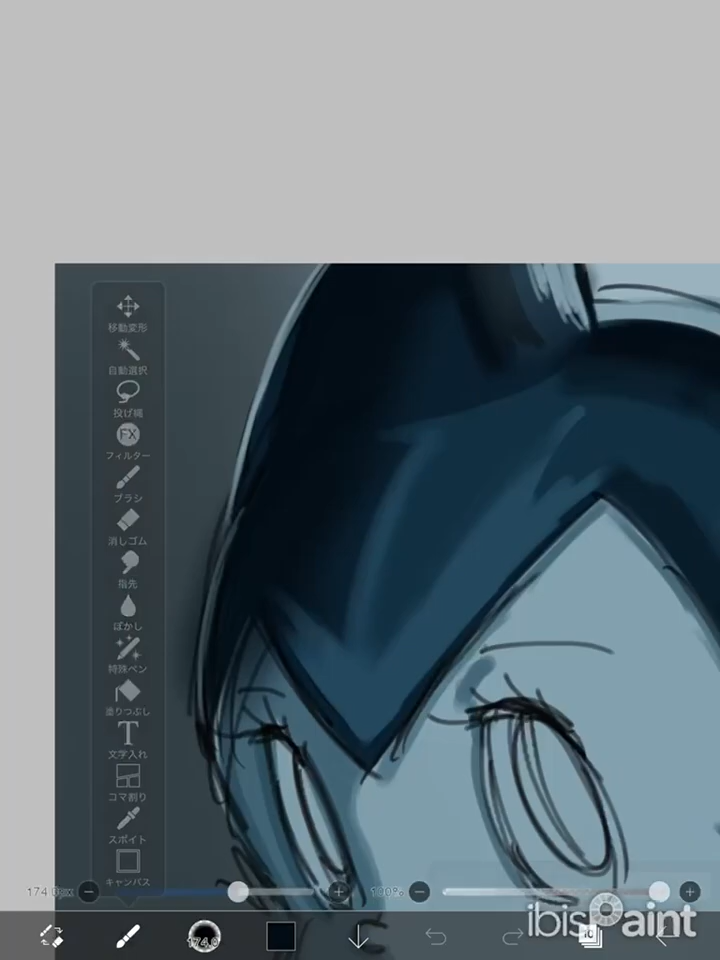 移動変形
自動選択
投げ縄
FX
フィルター
ブラシ
消しゴム
指先
ぼかし
特殊ペン
塗りつぶし
T
文字入れ
コマ割り
スポイト
キャンバス
100%
174.0
ibisPaint